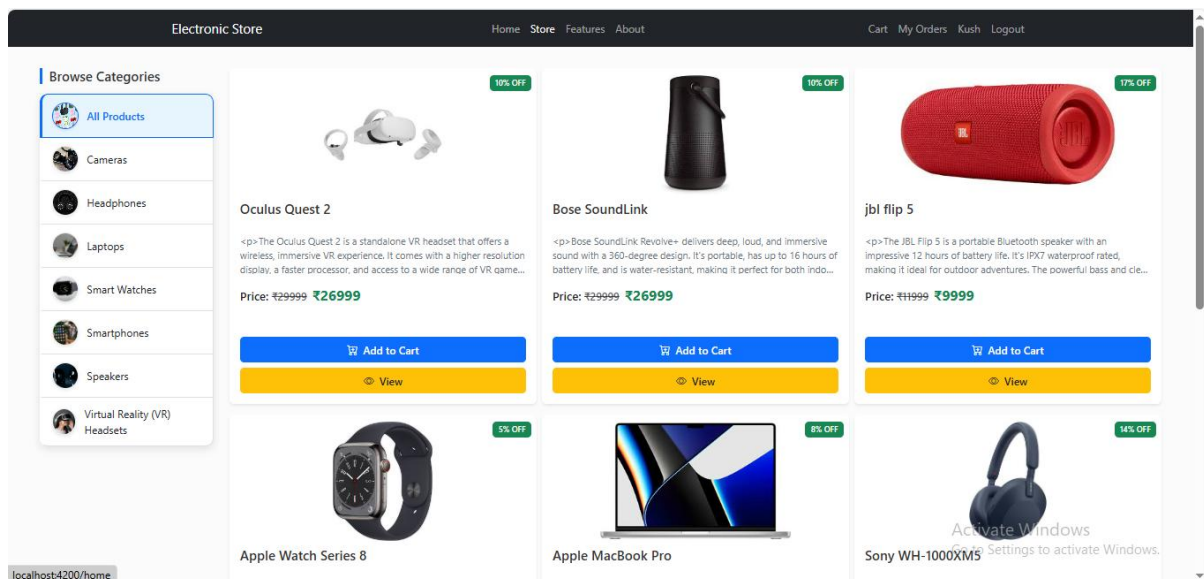 Electronic Store
Home Store Features About
Cart My Orders Kush Logout
Browse Categories
All Products
Cameras
Headphones
Laptops
Smart Watches
Smartphones
Speakers
Virtual Reality (VR)
Headsets
10% OFF
Oculus Quest 2
<p>The Oculus Quest 2 is a standalone VR headset that offers a
wireless, immersive VR experience. It comes with a higher resolution
display, a faster processor, and access to a wide range of VR game...
Price: ₹29999 ₹26999
Add to Cart
View
10% OFF
Bose SoundLink
<p>Bose SoundLink Revolve+ delivers deep, loud, and immersive
sound with a 360-degree design. It's portable, has up to 16 hours of
battery life, and is water-resistant, making it perfect for both indo...
Price: ₹29999 ₹26999
Add to Cart
View
17% OFF
JBL
JBL
jbl flip 5
<p>The JBL Flip 5 is a portable Bluetooth speaker with an
impressive 12 hours of battery life. It's IPX7 waterproof rated,
making it ideal for outdoor adventures. The powerful bass and cle...
Price: ₹11999 ₹9999
Add to Cart
View
5% OFF
Apple Watch Series 8
8% OFF
Apple MacBook Pro
14% OFF
Sony WH-1000XM5
Activate Windows
Go to Settings to activate Windows.
localhost:4200/home